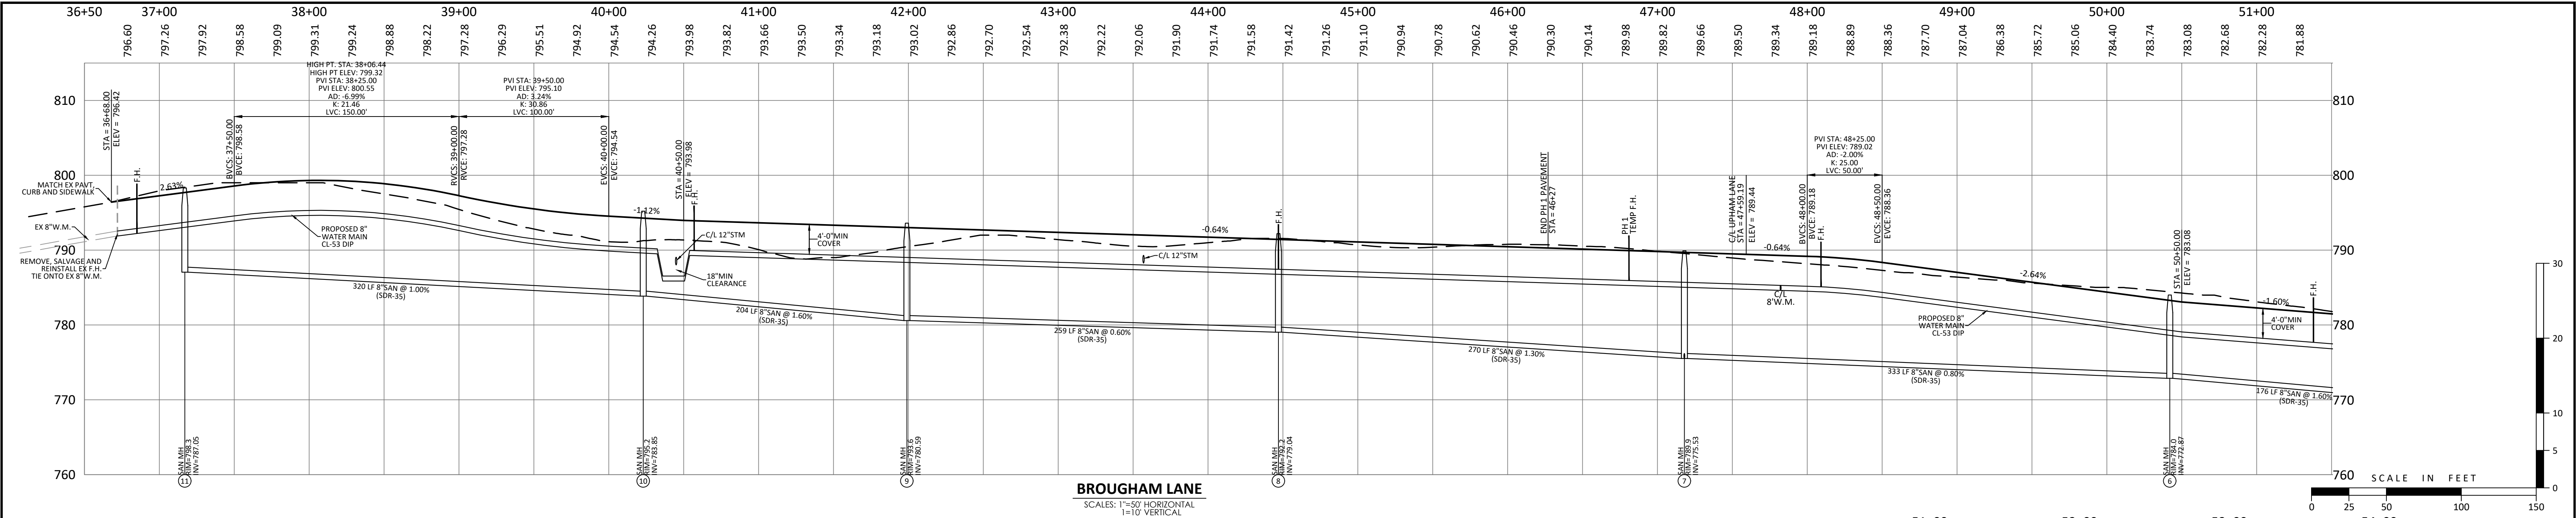 36+50 37+00 38+00 39+00 40+00 41+00 42+00 43+00 44+00 45+00 46+00 47+00 48+00 49+00 50+00 51+00
796.60 797.26 797.92 798.58 799.09 799.31 799.24 798.88 798.22 797.28 796.29 795.51 794.92 794.54 794.26 793.98 793.82 793.66 793.50 793.34 793.18 793.02 792.86 792.70 792.54 792.38 792.22 792.06 791.90 791.74 791.58 791.42 791.26 791.10 790.94 790.78 790.62 790.46 790.30 790.14 789.98 789.82 789.66 789.50 789.34 789.18 788.89 788.36 787.70 787.04 786.38 785.72 785.06 784.40 783.74 783.08 782.68 782.28 781.88
HIGH PT. STA: 38+06.44
HIGH PT ELEV: 799.32
PVI STA: 38+25.00
PVI ELEV: 800.55
AD: -6.99%
K: 21.46
LVC: 150.00'
PVI STA: 39+50.00
PVI ELEV: 795.10
AD: 3.24%
K: 30.86
LVC: 100.00'
PVI STA: 48+25.00
PVI ELEV: 789.02
AD: -2.00%
K: 25.00
LVC: 50.00'
810
800
790
780
770
760
810
800
790
780
770
760
STA = 36+68.00
ELEV = 796.42
F.H.
2.63%
BVCS: 37+50.00
BVCE: 798.58
RVCS: 39+00.00
RVCE: 797.28
EVCS: 40+00.00
EVCE: 794.54
-1.12%
STA = 40+50.00
ELEV = 793.98
F.H.
-0.64%
F.H.
END PH 1 PAVEMENT
STA = 46+27
PH 1
TEMP F.H.
C/L UPHAM LANE
STA = 47+59.19
ELEV = 789.44
-0.64%
BVCS: 48+00.00
BVCE: 789.18
F.H.
EVCS: 48+50.00
EVCE: 788.36
-2.64%
STA = 50+50.00
ELEV = 783.08
-1.60%
F.H.
MATCH EX PAVT,
CURB AND SIDEWALK
EX 8"W.M.
REMOVE, SALVAGE AND
REINSTALL EX F.H.
TIE ONTO EX 8"W.M.
PROPOSED 8"
WATER MAIN
CL-53 DIP
C/L 12"STM
18"MIN
CLEARANCE
4'-0"MIN
COVER
C/L 12"STM
C/L
8'W.M.
PROPOSED 8"
WATER MAIN
CL-53 DIP
4'-0"MIN
COVER
320 LF 8"SAN @ 1.00%
(SDR-35)
204 LF 8"SAN @ 1.60%
(SDR-35)
259 LF 8"SAN @ 0.60%
(SDR-35)
270 LF 8"SAN @ 1.30%
(SDR-35)
333 LF 8"SAN @ 0.80%
(SDR-35)
176 LF 8"SAN @ 1.60%
(SDR-35)
SAN MH
RIM=798.3
INV=787.05
11
SAN MH
RIM=795.2
INV=783.85
10
SAN MH
RIM=793.6
INV=780.59
9
SAN MH
RIM=792.2
INV=779.04
8
SAN MH
RIM=789.9
INV=775.53
7
SAN MH
RIM=784.0
INV=772.87
6
BROUGHAM LANE
SCALES: 1"=50' HORIZONTAL
1=10' VERTICAL
30
20
10
5
0
SCALE IN FEET
0 25 50 100 150